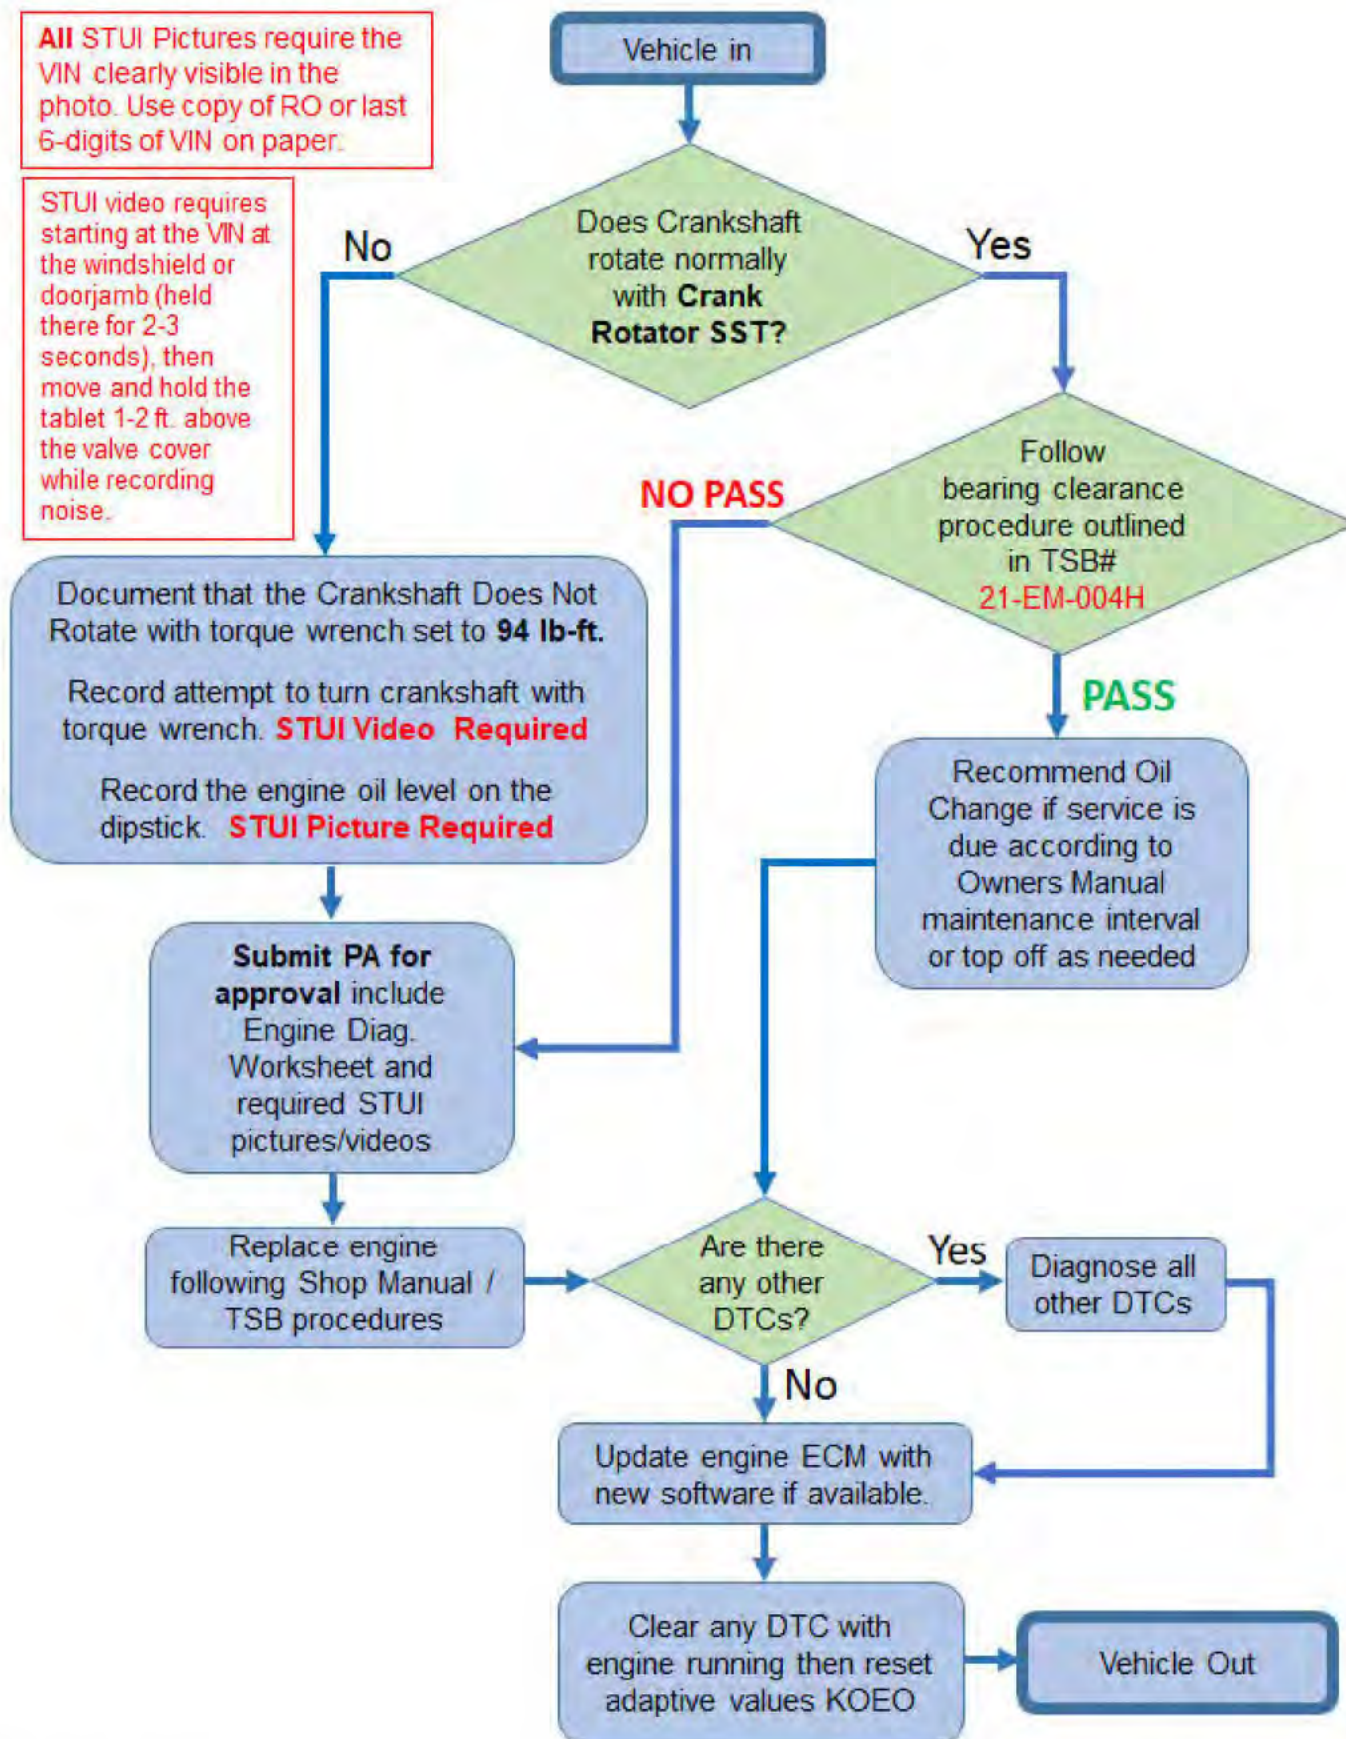 All STUI Pictures require the
VIN clearly visible in the
photo. Use copy of RO or last
6-digits of VIN on paper.
STUI video requires
starting at the VIN at
the windshield or
doorjamb (held
there for 2-3
seconds), then
move and hold the
tablet 1-2 ft. above
the valve cover
while recording
noise.
Vehicle in
Does Crankshaft
rotate normally
with Crank
Rotator SST?
No
Yes
Follow
bearing clearance
procedure outlined
in TSB#
21-EM-004H
NO PASS
PASS
Document that the Crankshaft Does Not
Rotate with torque wrench set to 94 lb-ft.
Record attempt to turn crankshaft with
torque wrench. STUI Video Required
Record the engine oil level on the
dipstick. STUI Picture Required
Recommend Oil
Change if service is
due according to
Owners Manual
maintenance interval
or top off as needed
Submit PA for
approval include
Engine Diag.
Worksheet and
required STUI
pictures/videos
Replace engine
following Shop Manual /
TSB procedures
Are there
any other
DTCs?
Yes
Diagnose all
other DTCs
No
Update engine ECM with
new software if available.
Clear any DTC with
engine running then reset
adaptive values KOEO
Vehicle Out